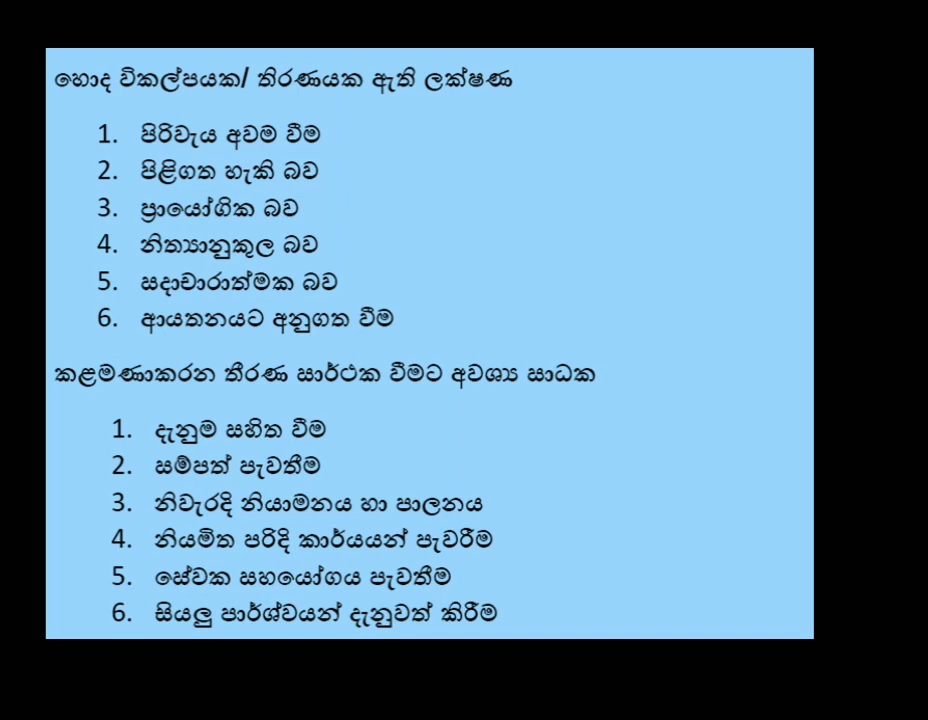 හොද විකල්පයක/ තිරණයක ඇති ලක්ෂණ
1. පිරිවැය අවම වීම
2. පිළිගත හැකි බව
3. ප්‍රායෝගික බව
4. නිත්‍යානුකුල බව
5. සදාචාරාත්මක බව
6. ආයතනයට අනුගත වීම
කළමණාකරන තීරණ සාර්ථක වීමට අවශ්‍ය සාධක
1. දැනුම සහිත වීම
2. සම්පත් පැවතීම
3. නිවැරදි නියාමනය හා පාලනය
4. නියමිත පරිදි කාර්යයන් පැවරීම
5. සේවක සහයෝගය පැවතීම
6. සියලු පාර්ශ්වයන් දැනුවත් කිරීම